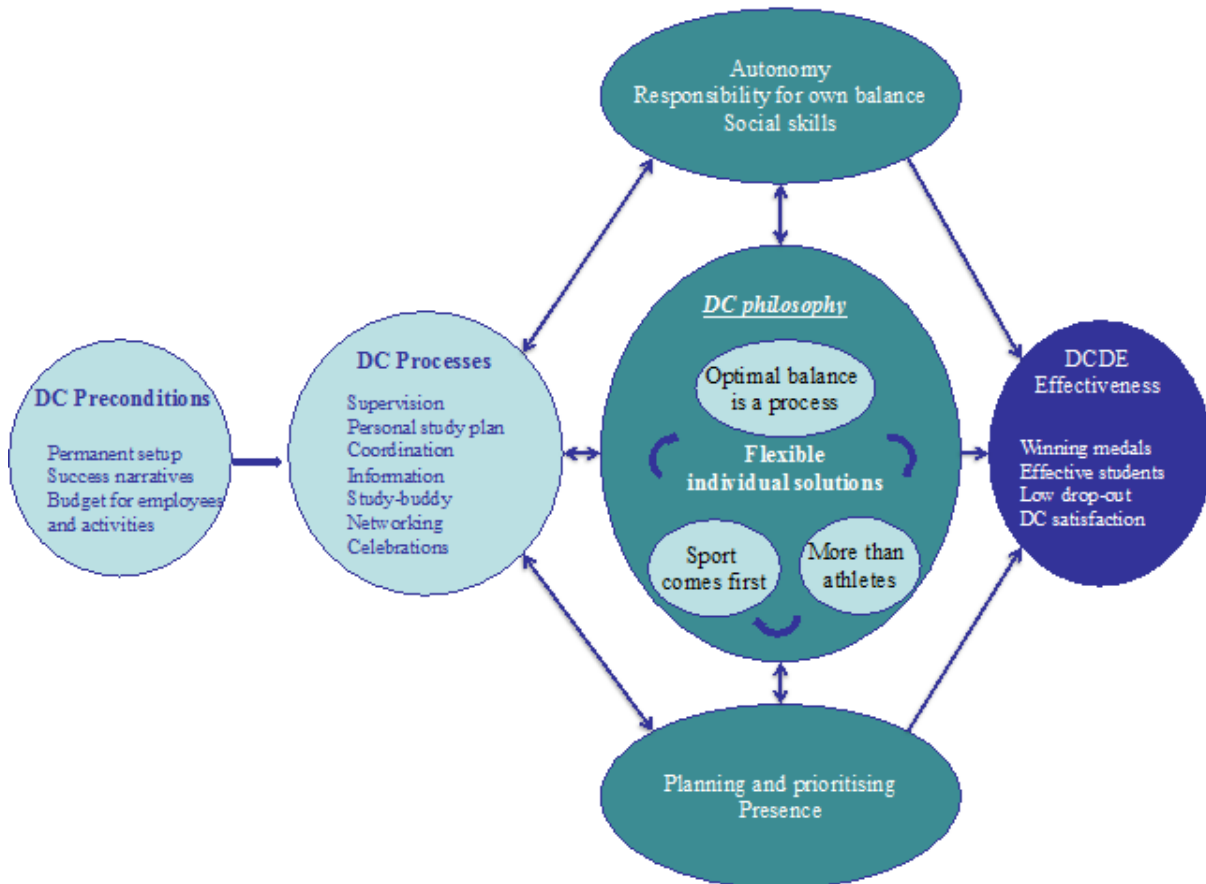 Autonomy
Responsibility for own balance
Social skills
DC Preconditions
Permanent setup
Success narratives
Budget for employees
and activities
DC Processes
Supervision
Personal study plan
Coordination
Information
Study-buddy
Networking
Celebrations
DC philosophy
Optimal balance
is a process
Flexible
individual solutions
Sport
comes first
More than
athletes
DCDE
Effectiveness
Winning medals
Effective students
Low drop-out
DC satisfaction
Planning and prioritising
Presence